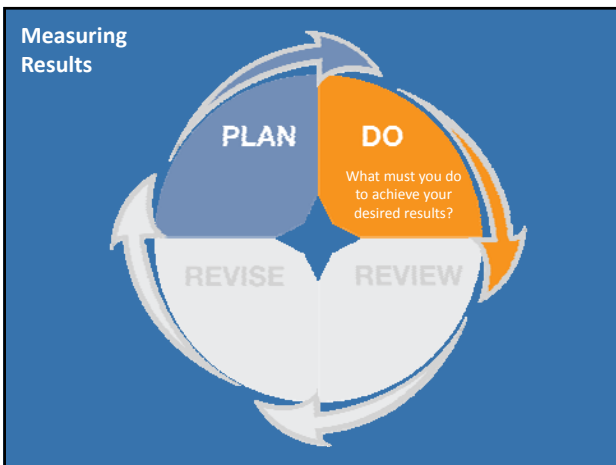 Measuring
Results
PLAN
DO
What must you do
to achieve your
desired results?
REVISE
REVIEW